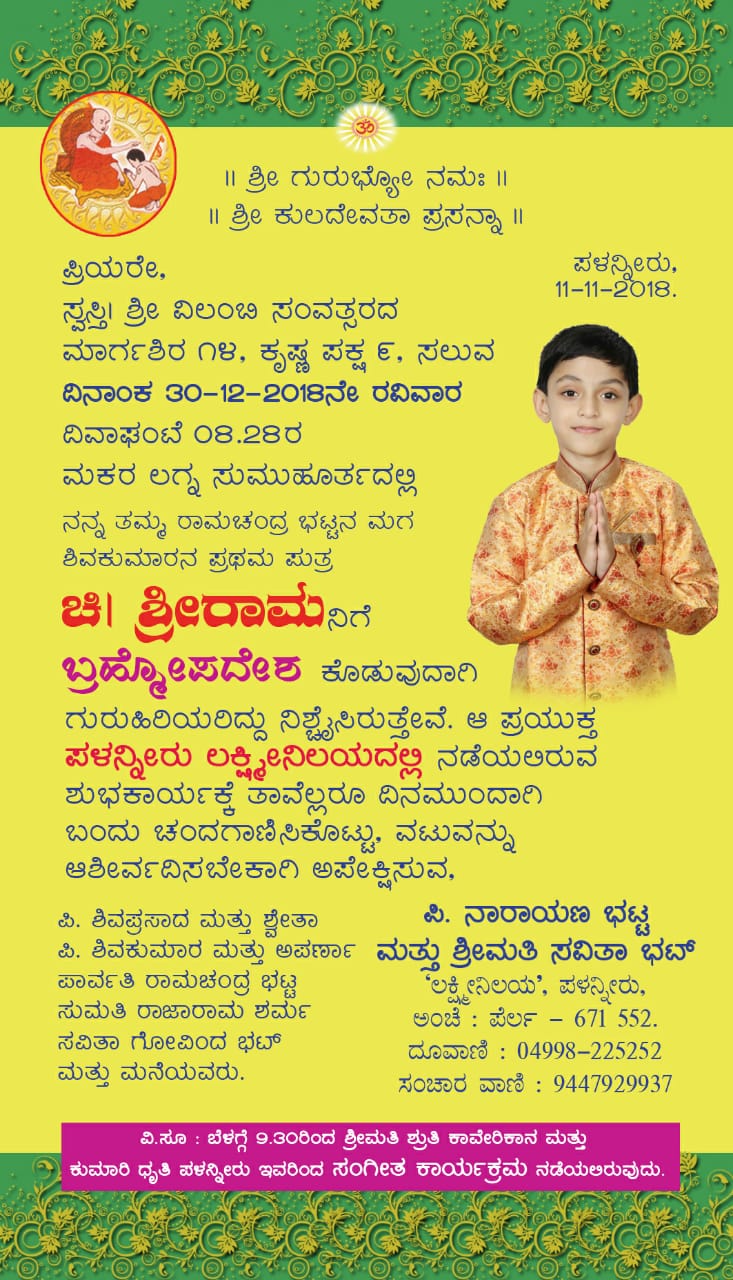 ॐ
॥ ಶ್ರೀ ಗುರುಭ್ಯೋ ನಮಃ ॥
॥ ಶ್ರೀ ಕುಲದೇವತಾ ಪ್ರಸನ್ನಾ ॥
ಪಳನ್ನೀರು,
11-11-2018.
ಪ್ರಿಯರೇ,
ಸ್ವಸ್ತಿ। ಶ್ರೀ ವಿಲಂಬಿ ಸಂವತ್ಸರದ
ಮಾರ್ಗಶಿರ ೧೪, ಕೃಷ್ಣ ಪಕ್ಷ ೯, ಸಲುವ
ದಿನಾಂಕ 30-12-2018ನೇ ರವಿವಾರ
ದಿವಾಘಂಟೆ 08.28ರ
ಮಕರ ಲಗ್ನ ಸುಮುಹೂರ್ತದಲ್ಲಿ
ನನ್ನ ತಮ್ಮ ರಾಮಚಂದ್ರ ಭಟ್ಟನ ಮಗ
ಶಿವಕುಮಾರನ ಪ್ರಥಮ ಪುತ್ರ
ಚಿ। ಶ್ರೀರಾಮನಿಗೆ
ಬ್ರಹ್ಮೋಪದೇಶ ಕೊಡುವುದಾಗಿ
ಗುರುಹಿರಿಯರಿದ್ದು ನಿಶ್ಚೈಸಿರುತ್ತೇವೆ. ಆ ಪ್ರಯುಕ್ತ
ಪಳನ್ನೀರು ಲಕ್ಷ್ಮೀನಿಲಯದಲ್ಲಿ ನಡೆಯಲಿರುವ
ಶುಭಕಾರ್ಯಕ್ಕೆ ತಾವೆಲ್ಲರೂ ದಿನಮುಂದಾಗಿ
ಬಂದು ಚಂದಗಾಣಿಸಿಕೊಟ್ಟು, ವಟುವನ್ನು
ಆಶೀರ್ವದಿಸಬೇಕಾಗಿ ಅಪೇಕ್ಷಿಸುವ,
ಪಿ. ಶಿವಪ್ರಸಾದ ಮತ್ತು ಶ್ವೇತಾ
ಪಿ. ಶಿವಕುಮಾರ ಮತ್ತು ಅಪರ್ಣಾ
ಪಾರ್ವತಿ ರಾಮಚಂದ್ರ ಭಟ್ಟ
ಸುಮತಿ ರಾಜಾರಾಮ ಶರ್ಮ
ಸವಿತಾ ಗೋವಿಂದ ಭಟ್
ಮತ್ತು ಮನೆಯವರು.
ಪಿ. ನಾರಾಯಣ ಭಟ್ಟ
ಮತ್ತು ಶ್ರೀಮತಿ ಸವಿತಾ ಭಟ್
‘ಲಕ್ಷ್ಮೀನಿಲಯ’, ಪಳನ್ನೀರು,
ಅಂಚೆ : ಪೆರ್ಲ – 671 552.
ದೂವಾಣಿ : 04998-225252
ಸಂಚಾರ ವಾಣಿ : 9447929937
ವಿ.ಸೂ : ಬೆಳಗ್ಗೆ 9.30ರಿಂದ ಶ್ರೀಮತಿ ಶ್ರುತಿ ಕಾವೇರಿಕಾನ ಮತ್ತು
ಕುಮಾರಿ ಧೃತಿ ಪಳನ್ನೀರು ಇವರಿಂದ ಸಂಗೀತ ಕಾರ್ಯಕ್ರಮ ನಡೆಯಲಿರುವುದು.